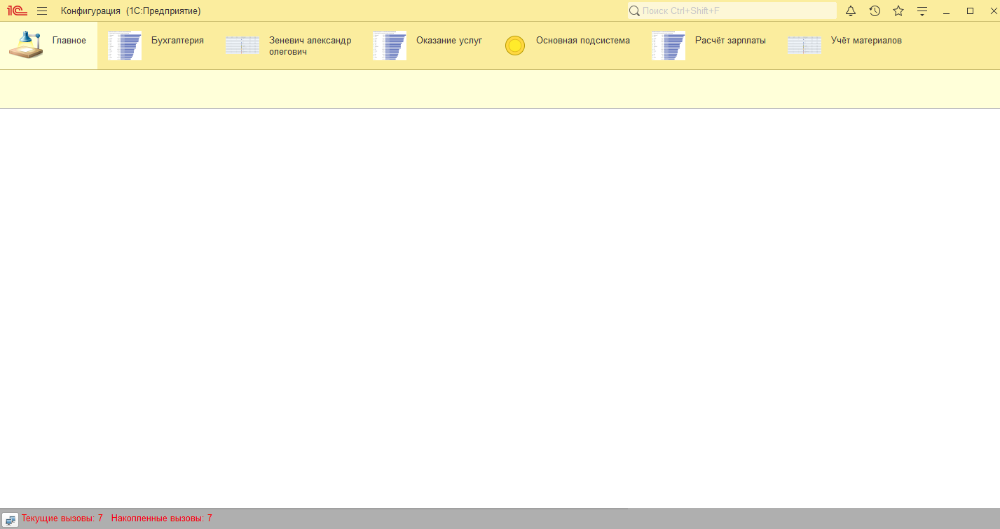 1С Конфигурация (1С:Предприятие) Поиск Ctrl+Shift+F
Главное Бухгалтерия Зеневич александр Оказание услуг Основная подсистема Расчёт зарплаты Учёт материалов
олегович
Текущие вызовы: 7 Накопленные вызовы: 7